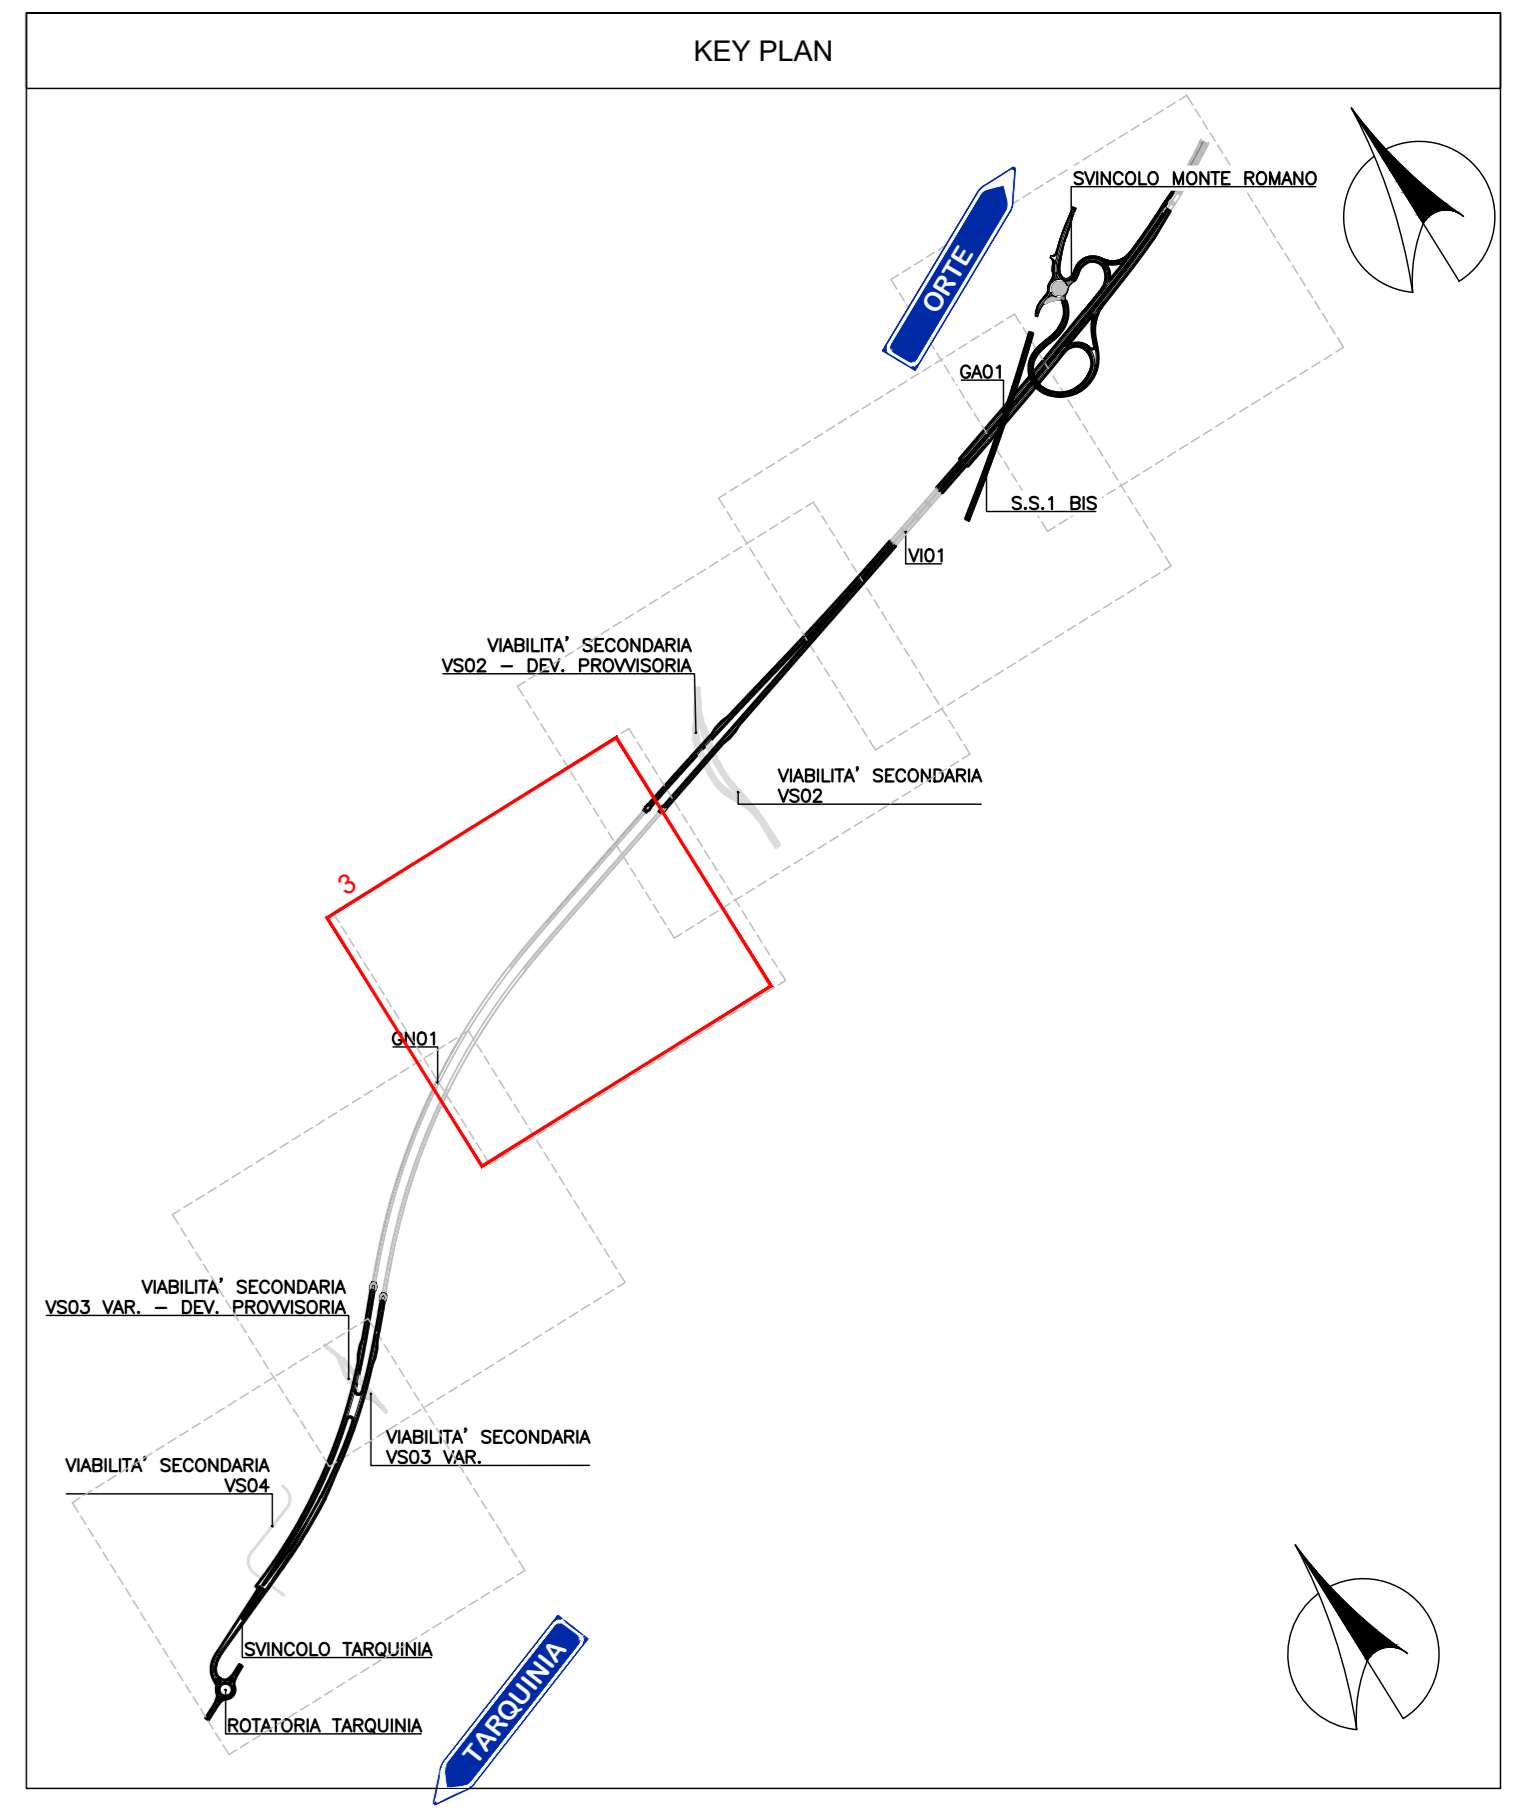 KEY PLAN
SVINCOLO MONTE ROMANO
ORTE
GA01
S.S.1 BIS
VI01
VIABILITA' SECONDARIA
VS02 – DEV. PROVVISORIA
VIABILITA' SECONDARIA
VS02
3
GN01
VIABILITA' SECONDARIA
VS03 VAR. – DEV. PROVVISORIA
VIABILITA' SECONDARIA
VS03 VAR.
VIABILITA' SECONDARIA
VS04
SVINCOLO TARQUINIA
TARQUINIA
ROTATORIA TARQUINIA